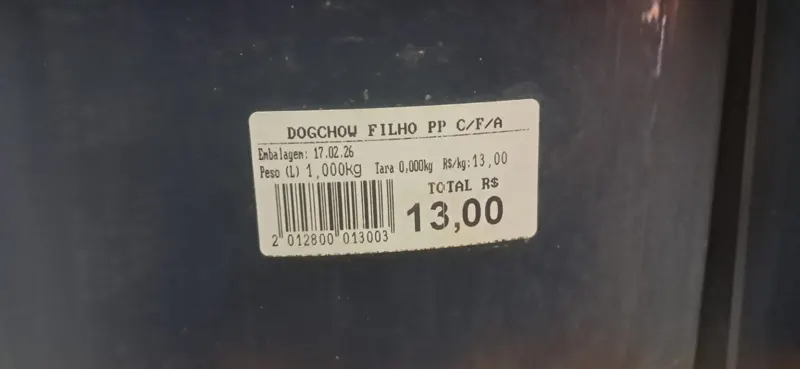 DOGCHOW FILHO PP C/F/A
Embalagem: 17.02.26
Peso (L) 1,000kg Tara 0,000kg R$/kg:13,00
TOTAL R$
13,00
2 012800 013003